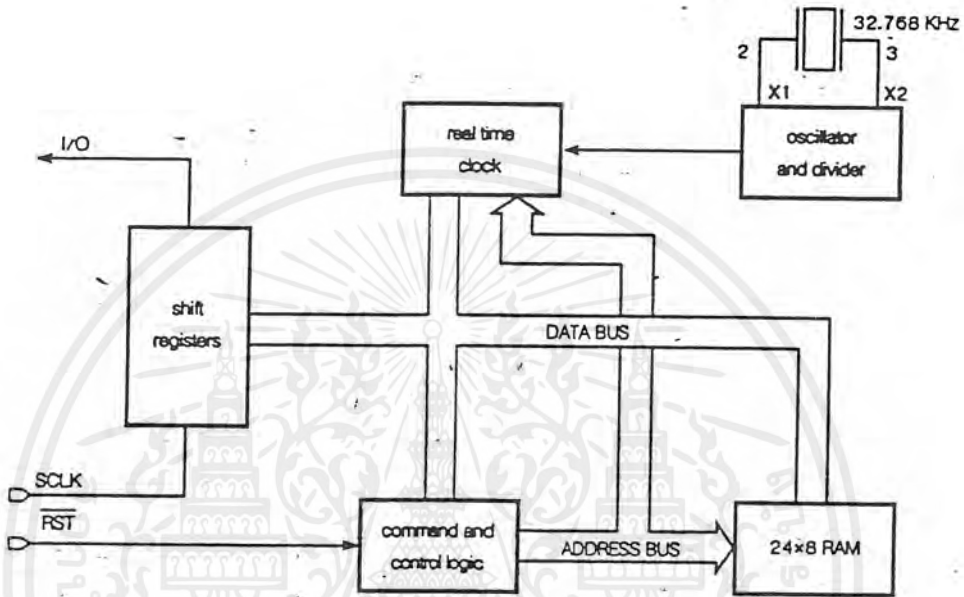 32.768 KHz
2
3
X1
X2
real time
clock
oscillator
and divider
I/O
shift
registers
DATA BUS
SCLK
RST
command and
control logic
ADDRESS BUS
24×8 RAM